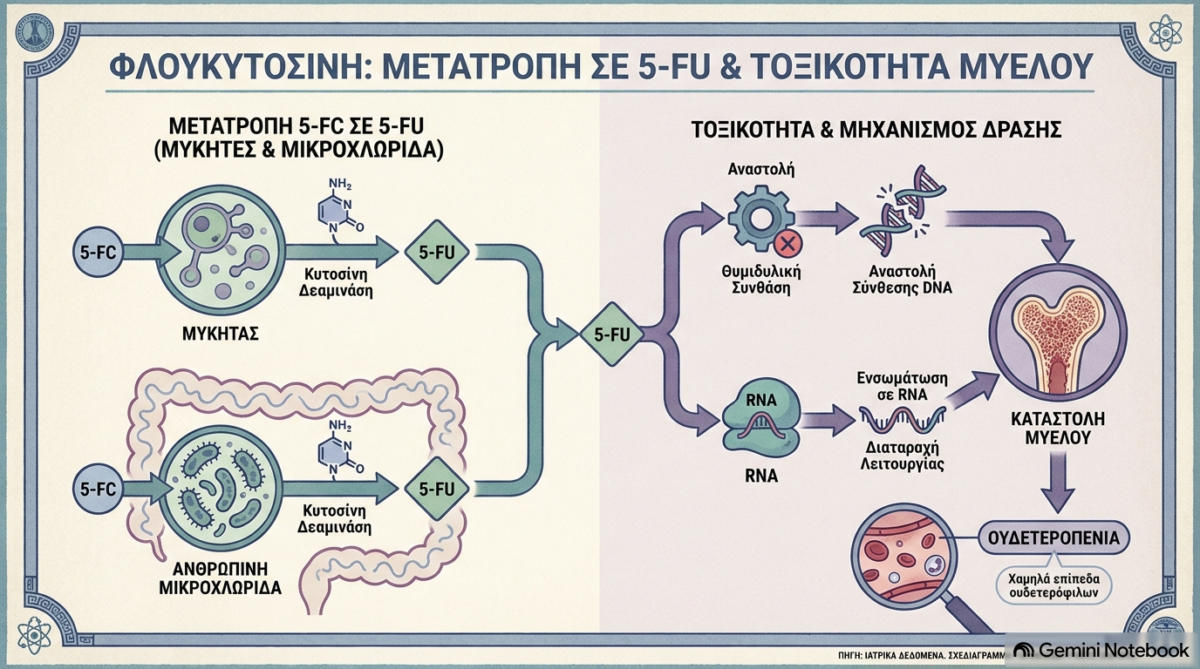 ΦΛΟΥΚΥΤΟΣΙΝΗ: ΜΕΤΑΤΡΟΠΗ ΣΕ 5-FU & ΤΟΞΙΚΟΤΗΤΑ ΜΥΕΛΟΥ
ΜΕΤΑΤΡΟΠΗ 5-FC ΣΕ 5-FU
(ΜΥΚΗΤΕΣ & ΜΙΚΡΟΧΛΩΡΙΔΑ)
5-FC
NH₂
N
N
O
5-FU
Κυτοσίνη
Δεαμινάση
ΜΥΚΗΤΑΣ
5-FC
NH₂
N
N
O
5-FU
Κυτοσίνη
Δεαμινάση
ΑΝΘΡΩΠΙΝΗ
ΜΙΚΡΟΧΛΩΡΙΔΑ
5-FU
ΤΟΞΙΚΟΤΗΤΑ & ΜΗΧΑΝΙΣΜΟΣ ΔΡΑΣΗΣ
Αναστολή
Θυμιδυλική
Συνθάση
Αναστολή
Σύνθεσης DNA
RNA
RNA
Ενσωμάτωση
σε RNA
Διαταραχή
Λειτουργίας
ΚΑΤΑΣΤΟΛΗ
ΜΥΕΛΟΥ
ΟΥΔΕΤΕΡΟΠΕΝΙΑ
Χαμηλά επίπεδα
ουδετερόφιλων
ΠΗΓΗ: ΙΑΤΡΙΚΑ ΔΕΔΟΜΕΝΑ. ΣΧΕΔΙΑΓΡΑΜΜ
Gemini Notebook